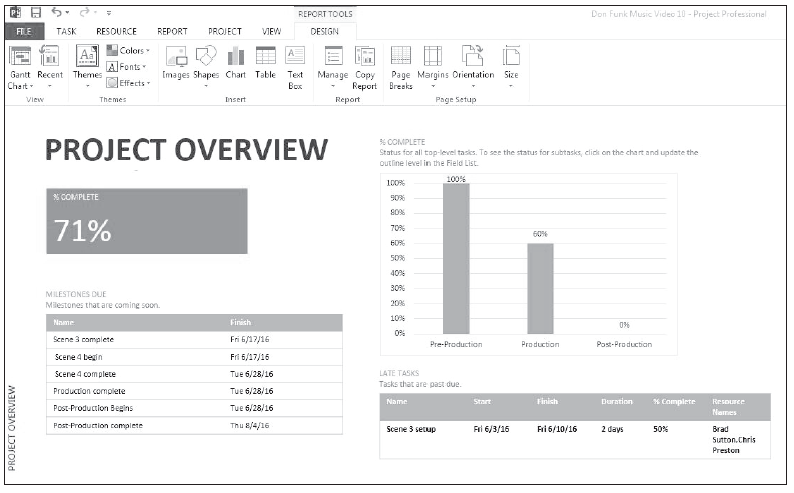 REPORT TOOLS
Don Funk Music Video 10 - Project Professional
FILE TASK RESOURCE REPORT PROJECT VIEW DESIGN
Gantt Chart Recent Themes Colors Fonts Effects Images Shapes Chart Table Text Box Manage Copy Report Page Breaks Margins Orientation Size
View Themes Insert Report Page Setup
PROJECT OVERVIEW
% COMPLETE
71%
MILESTONES DUE
Milestones that are coming soon.
Name Finish
Scene 3 complete Fri 6/17/16
Scene 4 begin Fri 6/17/16
Scene 4 complete Tue 6/28/16
Production complete Tue 6/28/16
Post-Production Begins Tue 6/28/16
Post-Production complete Thu 8/4/16
% COMPLETE
Status for all top-level tasks. To see the status for subtasks, click on the chart and update the
outline level in the Field List.
100%
90%
80%
70%
60%
50%
40%
30%
20%
10%
0%
100%
60%
0%
Pre-Production Production Post-Production
LATE TASKS
Tasks that are past due.
Name Start Finish Duration % Complete Resource
Names
Scene 3 setup Fri 6/3/16 Fri 6/10/16 2 days 50% Brad
Sutton,Chris
Preston
PROJECT OVERVIEW